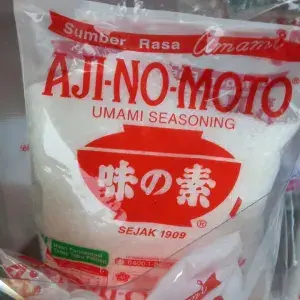 Sumber Rasa Umami
AJI-NO-MOTO
UMAMI SEASONING
味の素
®
SEJAK 1909